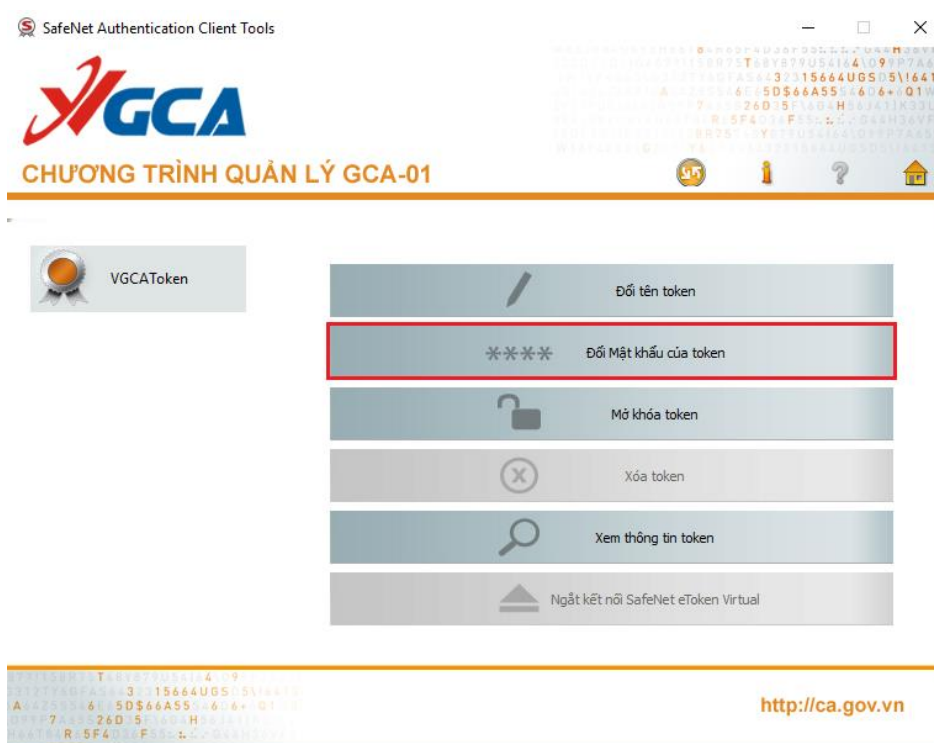 SafeNet Authentication Client Tools
VGCA
CHƯƠNG TRÌNH QUẢN LÝ GCA-01
VGCAToken
Đổi tên token
**** Đổi Mật khẩu của token
Mở khóa token
Xóa token
Xem thông tin token
Ngắt kết nối SafeNet eToken Virtual
http://ca.gov.vn